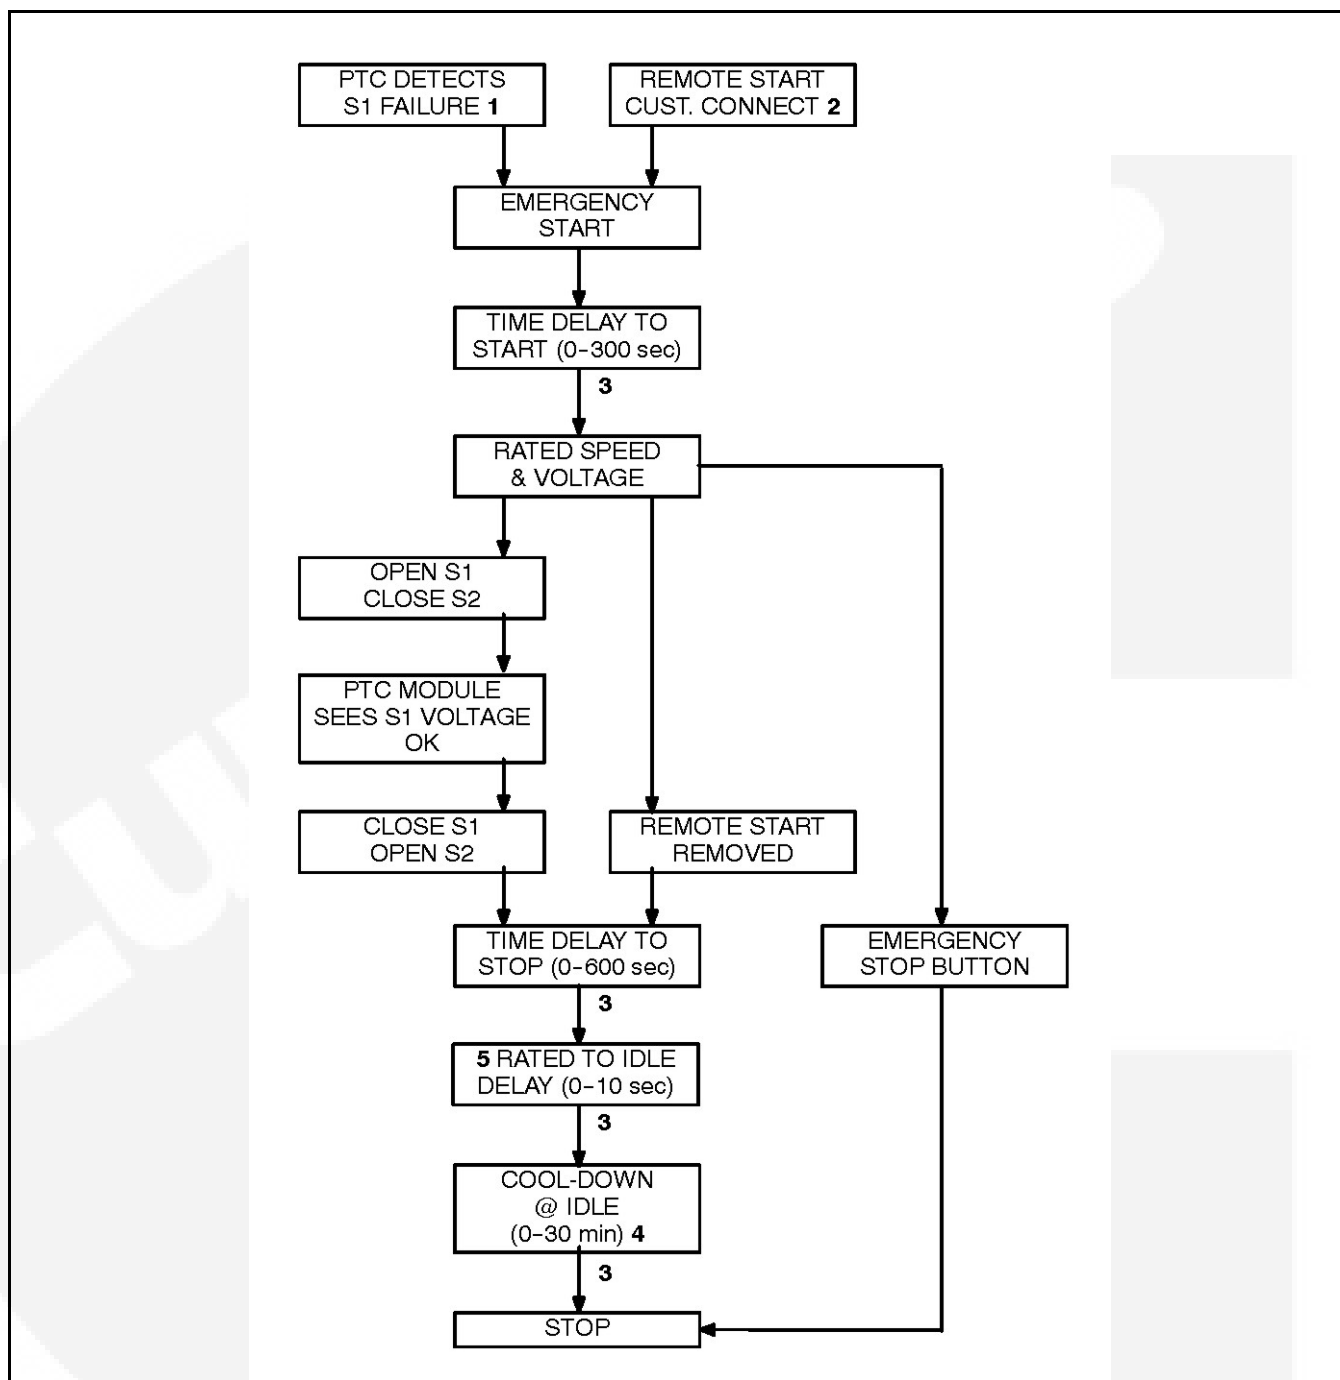 PTC DETECTS
S1 FAILURE 1
REMOTE START
CUST. CONNECT 2
EMERGENCY
START
TIME DELAY TO
START (0–300 sec)
3
RATED SPEED
& VOLTAGE
OPEN S1
CLOSE S2
PTC MODULE
SEES S1 VOLTAGE
OK
CLOSE S1
OPEN S2
REMOTE START
REMOVED
TIME DELAY TO
STOP (0–600 sec)
EMERGENCY
STOP BUTTON
3
5 RATED TO IDLE
DELAY (0–10 sec)
3
COOL-DOWN
@ IDLE
(0–30 min) 4
3
STOP